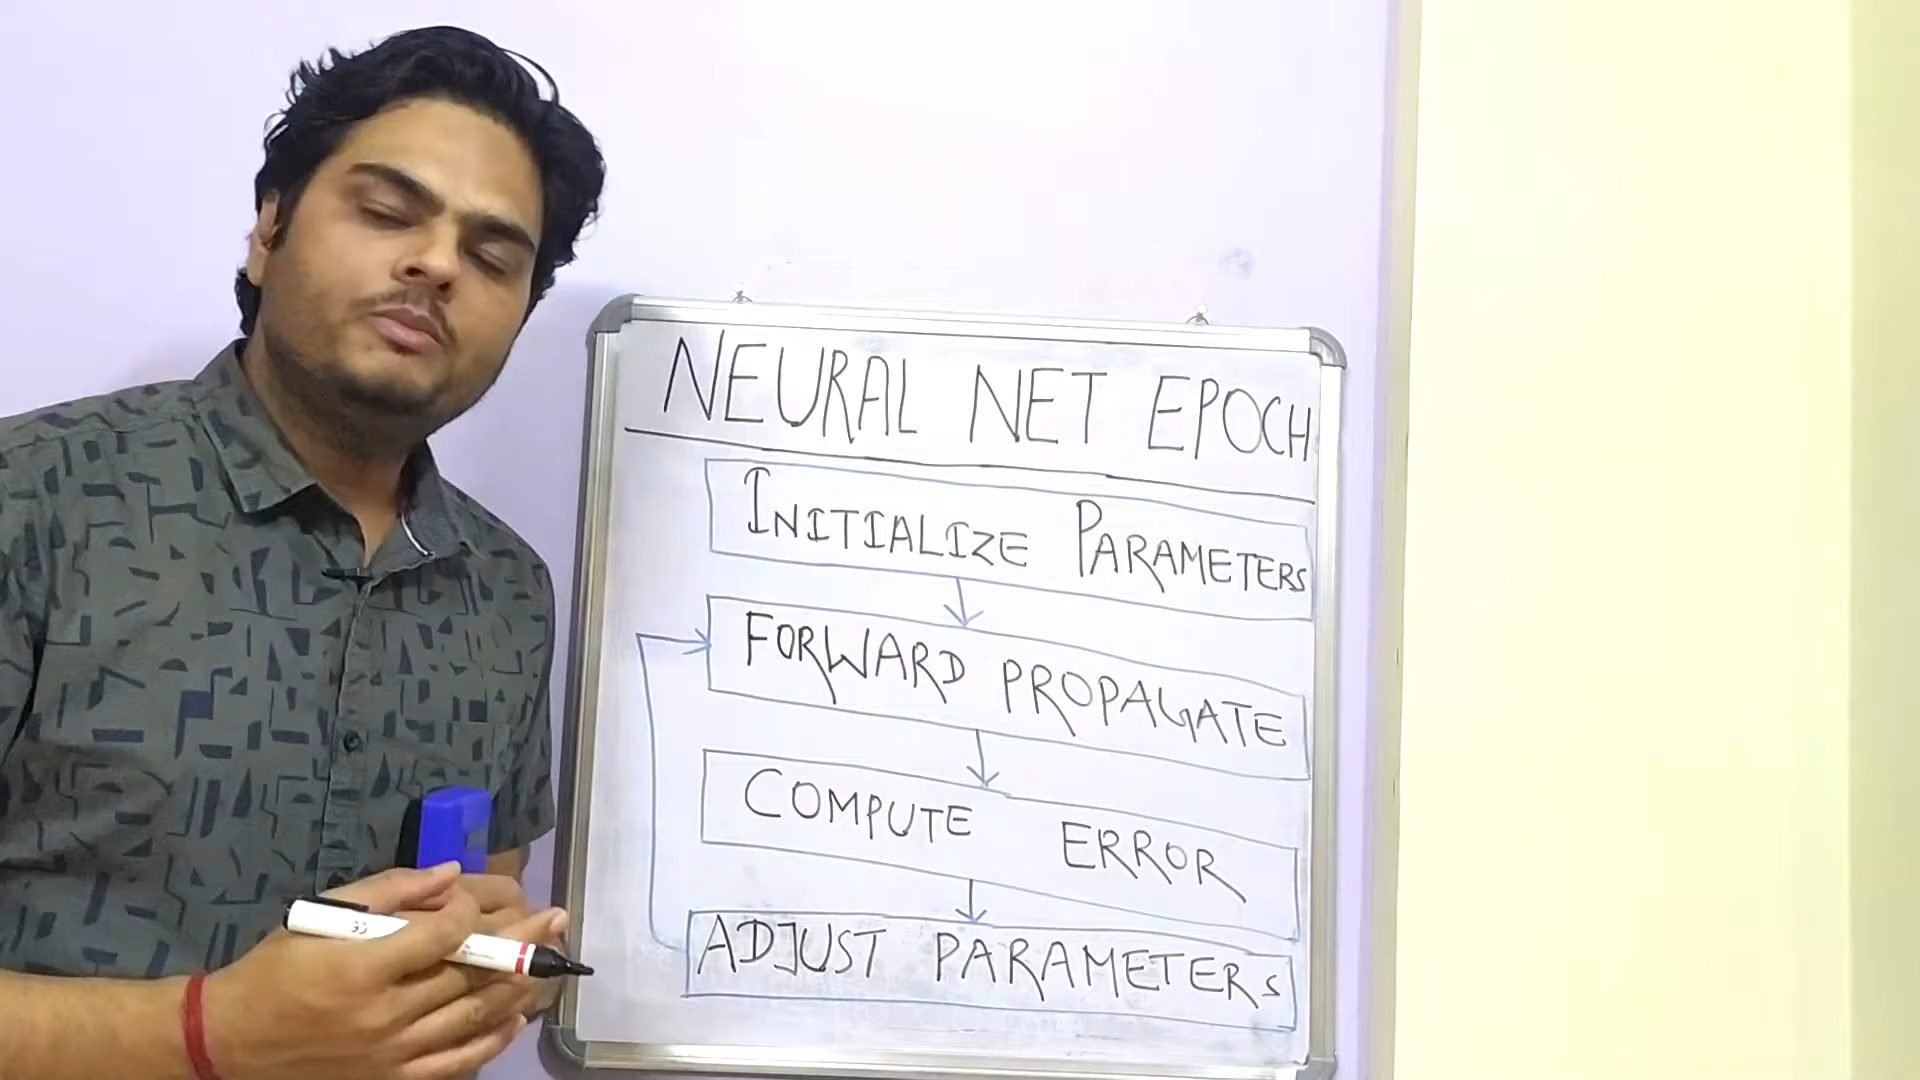 NEURAL NET EPOCH
INITIALIZE PARAMETERS
FORWARD PROPAGATE
COMPUTE ERROR
ADJUST PARAMETERS